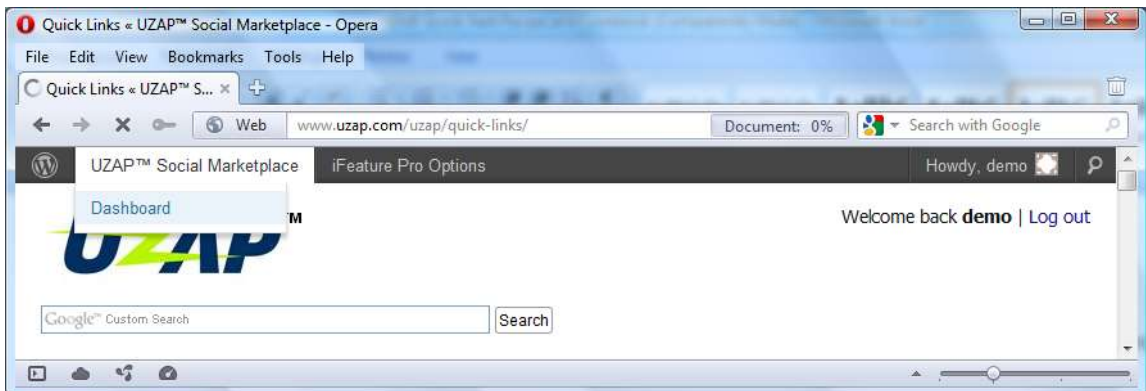 Quick Links « UZAP™ Social Marketplace - Opera
File Edit View Bookmarks Tools Help
Quick Links « UZAP™ S...
Web www.uzap.com/uzap/quick-links/ Document: 0% Search with Google
UZAP™ Social Marketplace iFeature Pro Options Howdy, demo
Dashboard
UZAP™ Welcome back demo | Log out
Google™ Custom Search Search